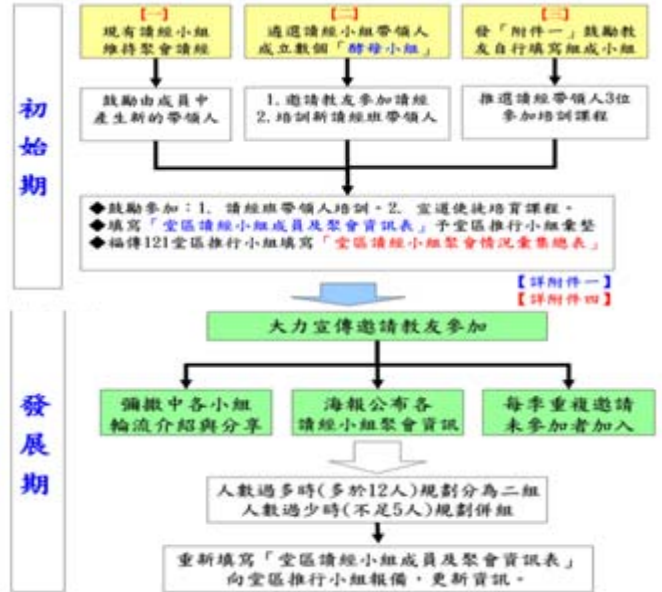 【一】
現有讀經小組
維持聚會讀經
【二】
遴選讀經小組帶領人
成立數個「酵母小組」
【三】
發「附件一」鼓勵教
友自行填寫組成小組
初始期
鼓勵由成員中
產生新的帶領人
1.邀請教友參加讀經
2.培訓新讀經班帶領人
推選讀經帶領人3位
參加培訓課程
◆鼓勵參加：1. 讀經班帶領人培訓。2. 宣道使徒培育課程。
◆填寫「堂區讀經小組成員及聚會資訊表」予堂區推行小組彙整
◆福傳121堂區推行小組填寫「堂區讀經小組聚會情況彙集總表」
【詳附件一】
【詳附件四】
發展期
大力宣傳邀請教友參加
彌撒中各小組
輪流介紹與分享
海報公布各
讀經小組聚會資訊
每季重複邀請
未參加者加入
人數過多時(多於12人)規劃分為二組
人數過少時(不足5人)規劃併組
重新填寫「堂區讀經小組成員及聚會資訊表」
向堂區推行小組報備，更新資訊。